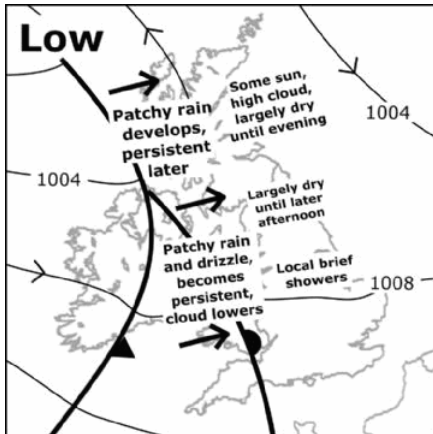 Low
Patchy rain
develops,
persistent
later
Some sun,
high cloud,
largely dry
until evening
1004
1004
Largely dry
until later
afternoon
Patchy rain
and drizzle,
becomes
persistent,
cloud lowers
Local brief
showers
1008